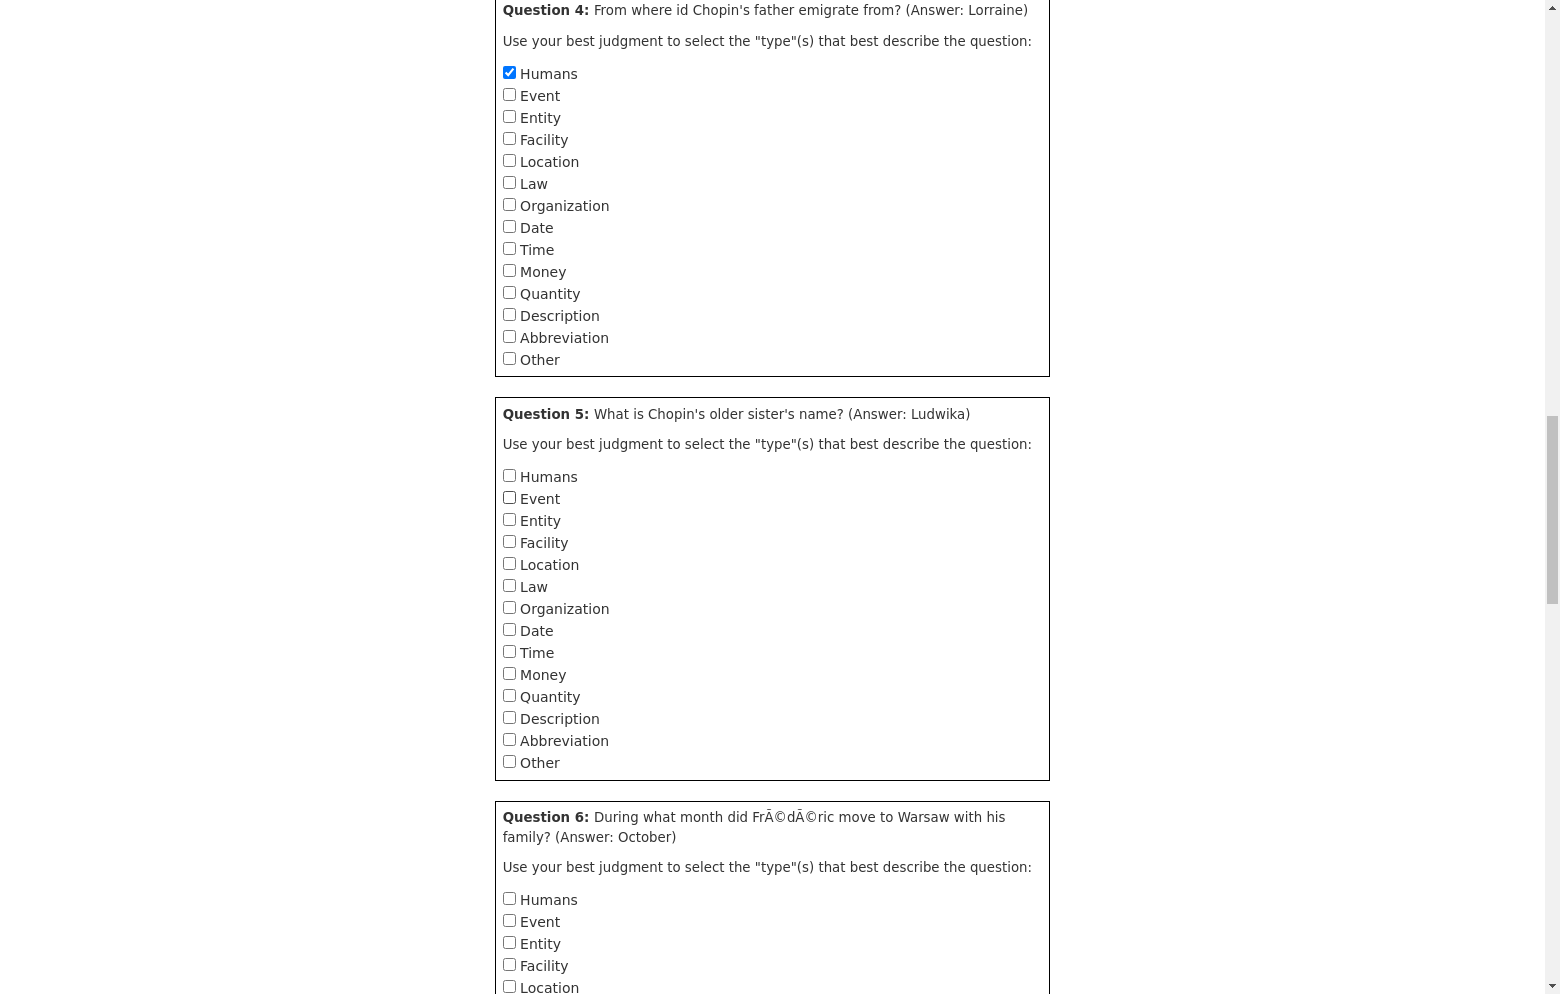 Question 4: From where id Chopin's father emigrate from? (Answer: Lorraine)
Use your best judgment to select the "type"(s) that best describe the question:
Humans
Event
Entity
Facility
Location
Law
Organization
Date
Time
Money
Quantity
Description
Abbreviation
Other
Question 5: What is Chopin's older sister's name? (Answer: Ludwika)
Use your best judgment to select the "type"(s) that best describe the question:
Humans
Event
Entity
Facility
Location
Law
Organization
Date
Time
Money
Quantity
Description
Abbreviation
Other
Question 6: During what month did FrÃ©dÃ©ric move to Warsaw with his
family? (Answer: October)
Use your best judgment to select the "type"(s) that best describe the question:
Humans
Event
Entity
Facility
Location